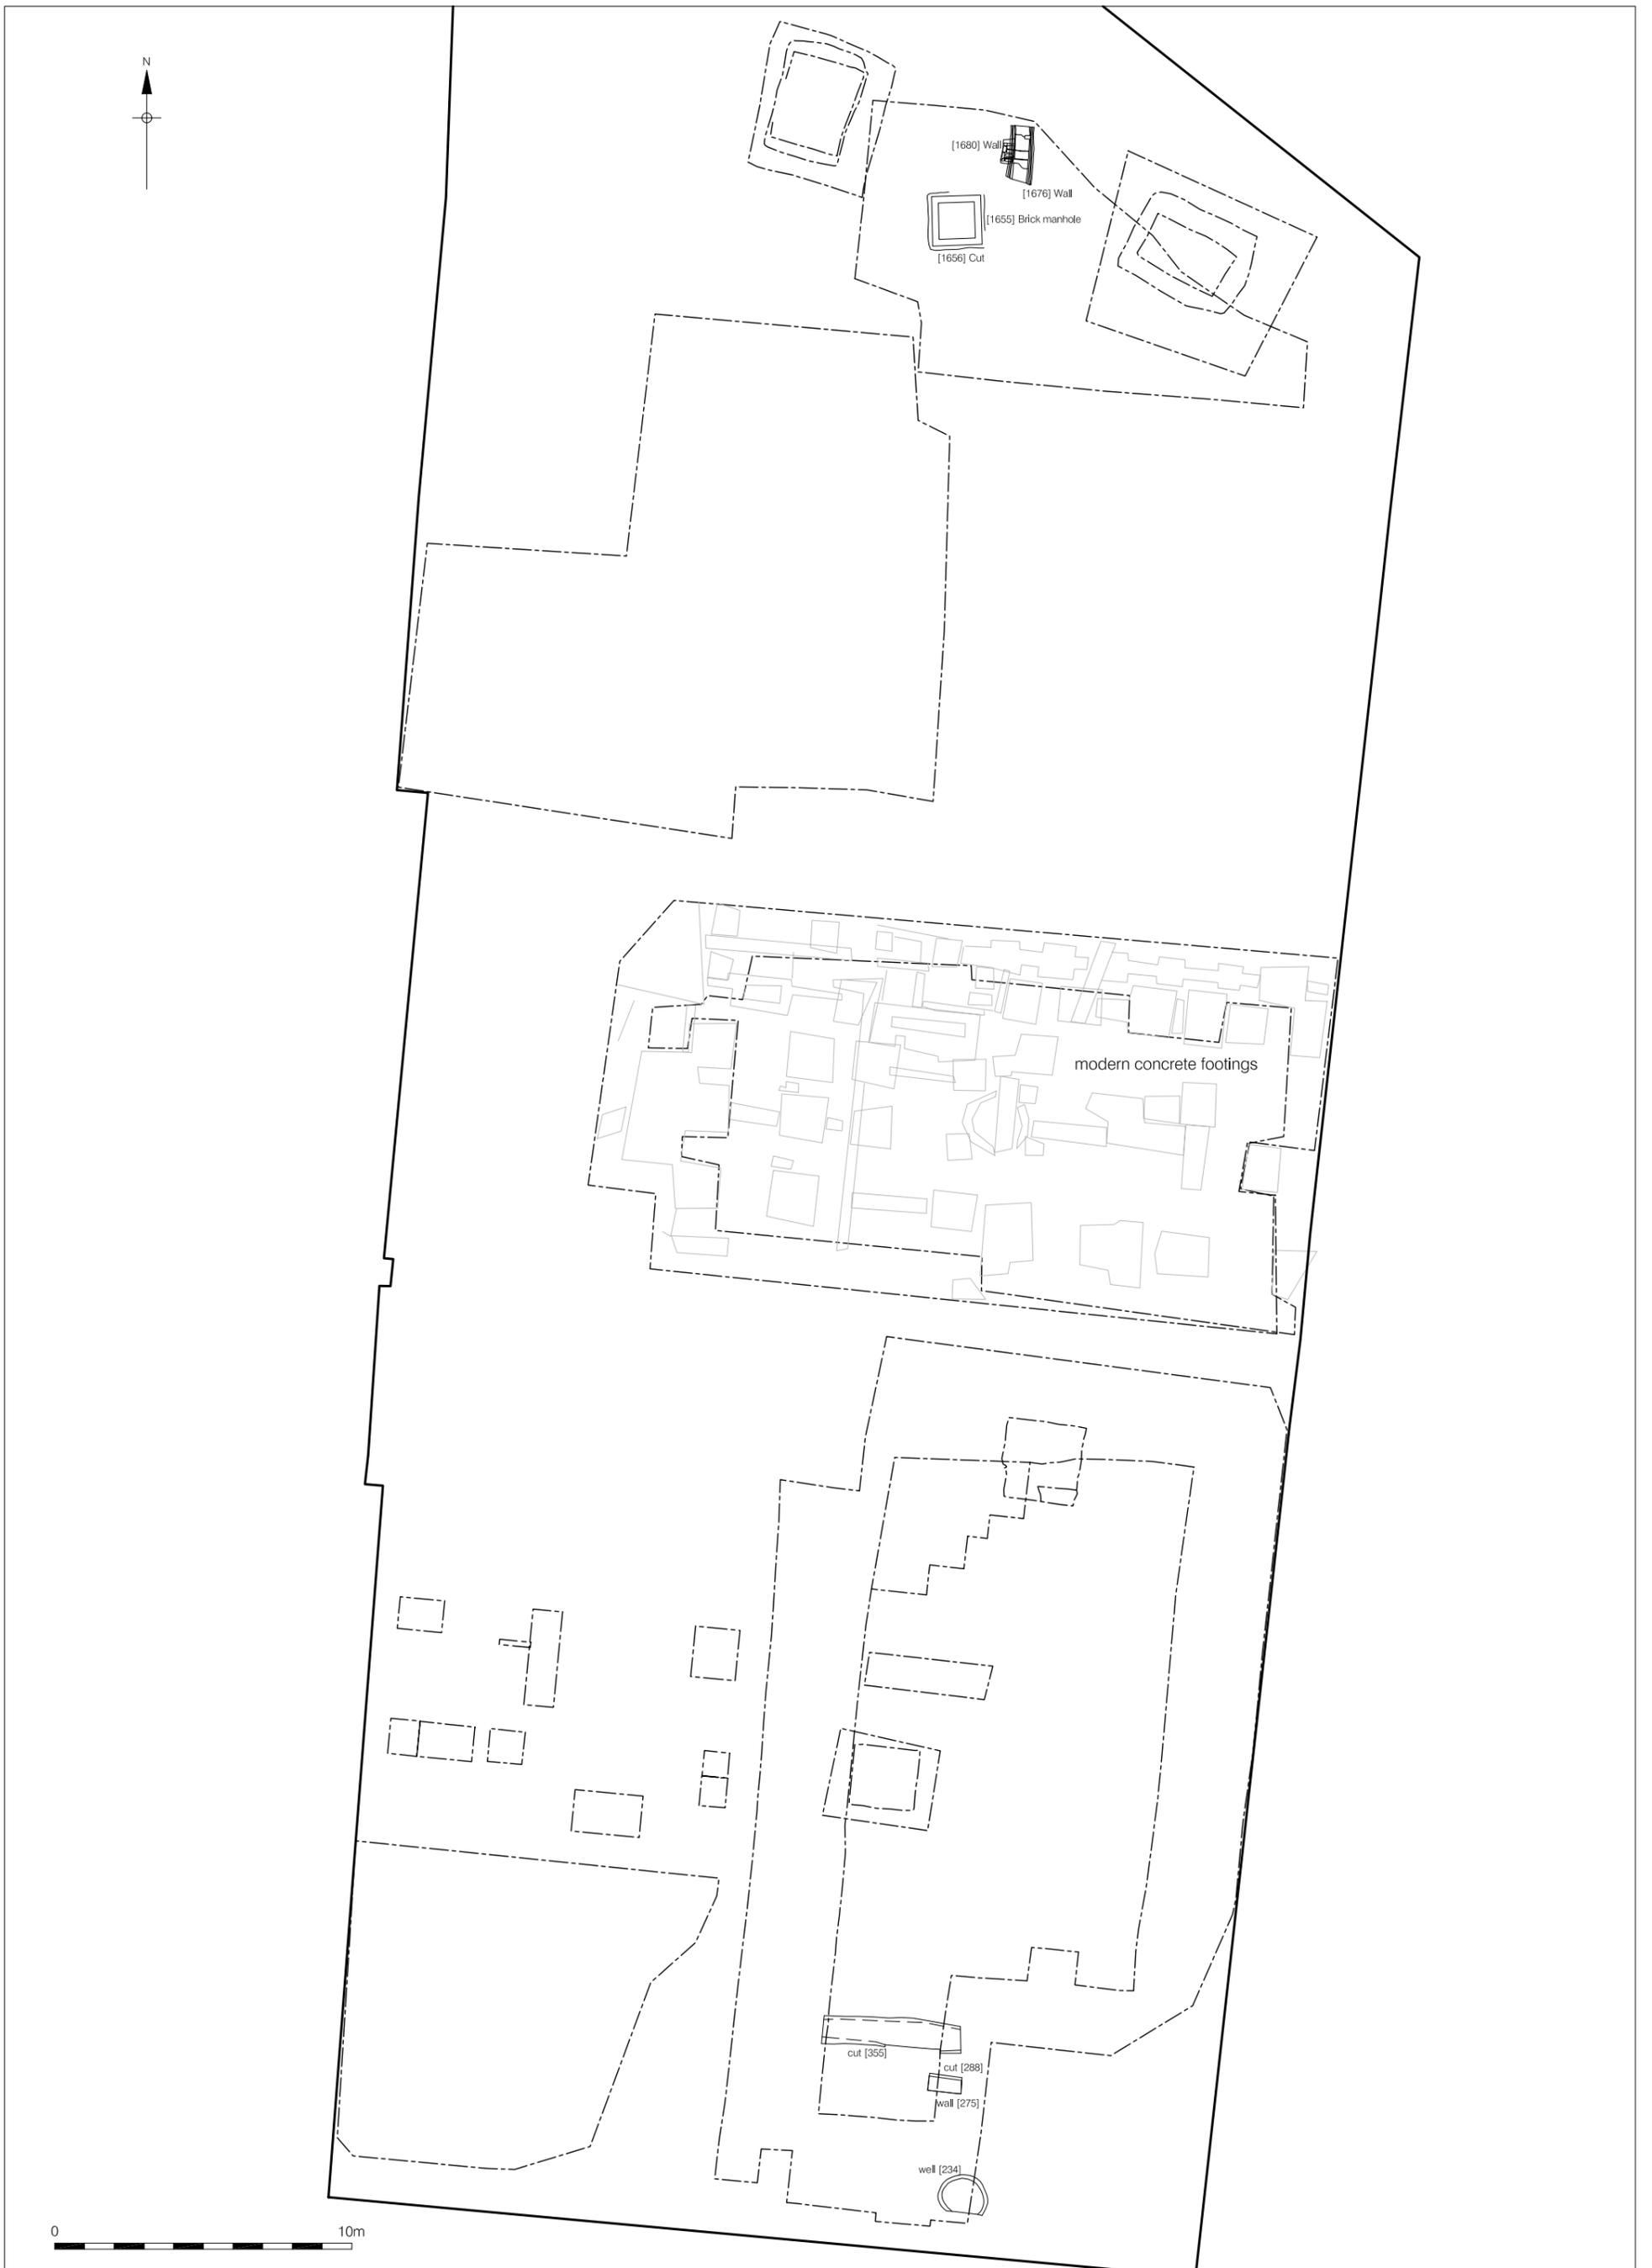 N
[1680] Wall
[1676] Wall
[1655] Brick manhole
[1656] Cut
modern concrete footings
cut [355]
cut [288]
wall [275]
well [234]
0 10m